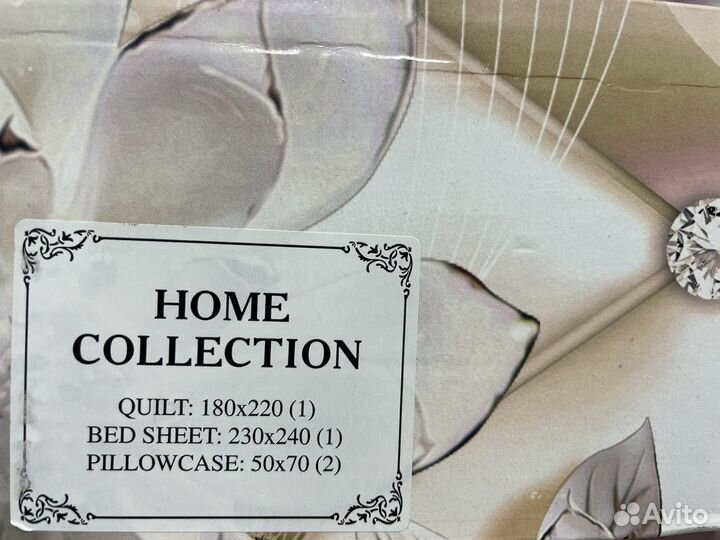 HOME
COLLECTION
QUILT: 180x220 (1)
BED SHEET: 230x240 (1)
PILLOWCASE: 50x70 (2)
Avito